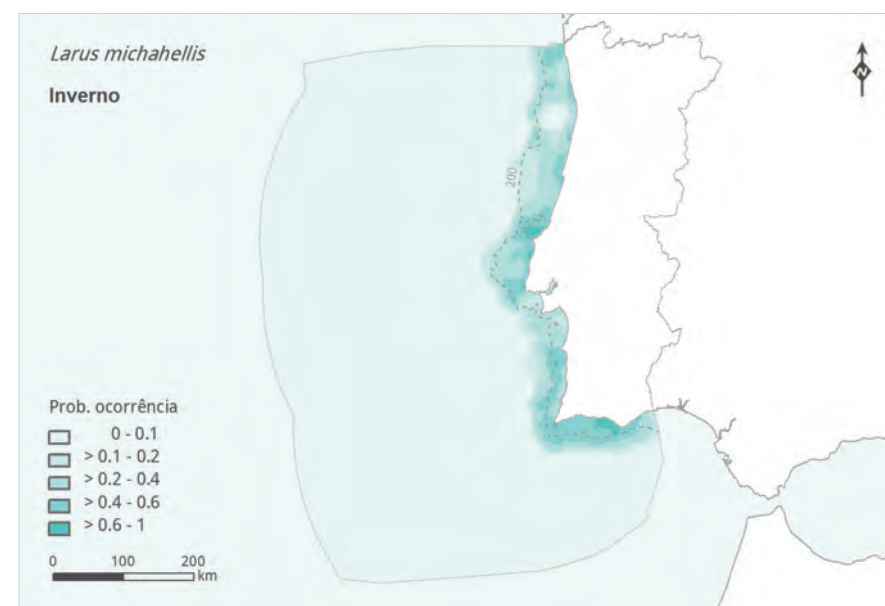 Larus michahellis
Inverno
N
200
Prob. ocorrência
0 - 0.1
> 0.1 - 0.2
> 0.2 - 0.4
> 0.4 - 0.6
> 0.6 - 1
0 100 200
km